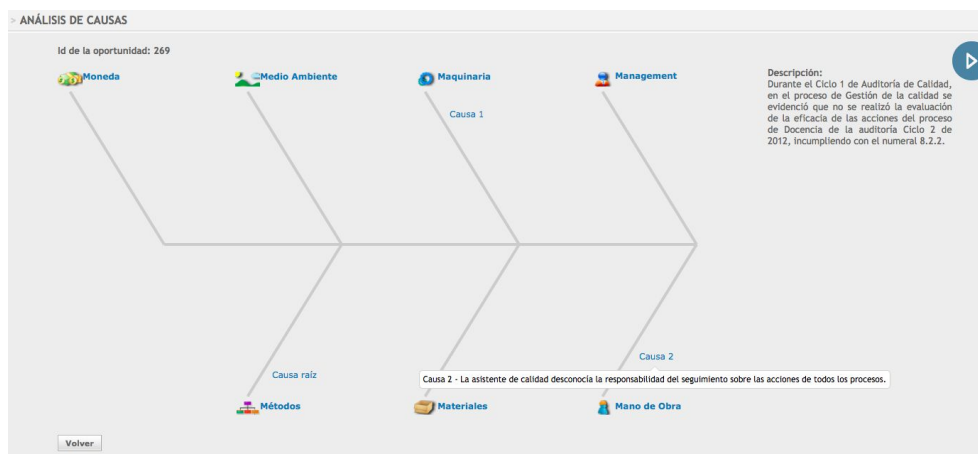 > ANÁLISIS DE CAUSAS
Id de la oportunidad: 269
Moneda
Medio Ambiente
Maquinaria
Management
Causa 1
Descripción:
Durante el Ciclo 1 de Auditoría de Calidad,
en el proceso de Gestión de la calidad se
evidenció que no se realizó la evaluación
de la eficacia de las acciones del proceso
de Docencia de la auditoría Ciclo 2 de
2012, incumpliendo con el numeral 8.2.2.
Causa 2
Causa raíz
Causa 2 - La asistente de calidad desconocía la responsabilidad del seguimiento sobre las acciones de todos los procesos.
Métodos
Materiales
Mano de Obra
Volver